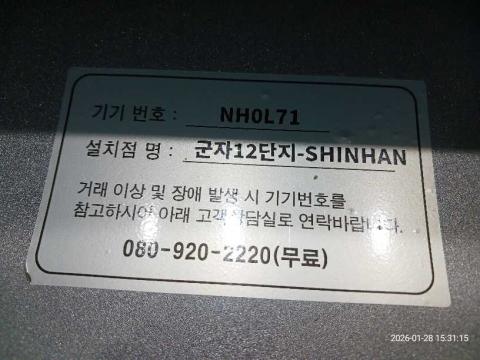 기기 번호 : NH0L71
설치점 명 : 군자12단지-SHINHAN
거래 이상 및 장애 발생 시 기기번호를
참고하시어 아래 고객상담실로 연락바랍니다.
080-920-2220(무료)
2026-01-28 15:31:15